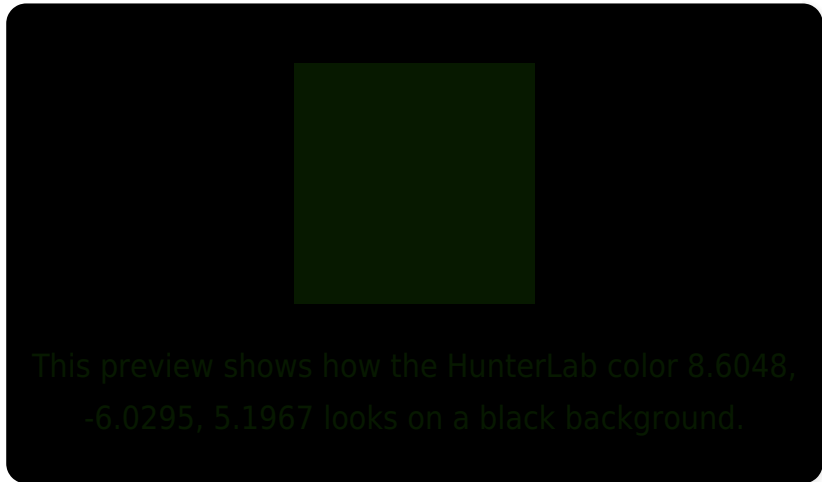 This preview shows how the HunterLab color 8.6048,
-6.0295, 5.1967 looks on a black background.